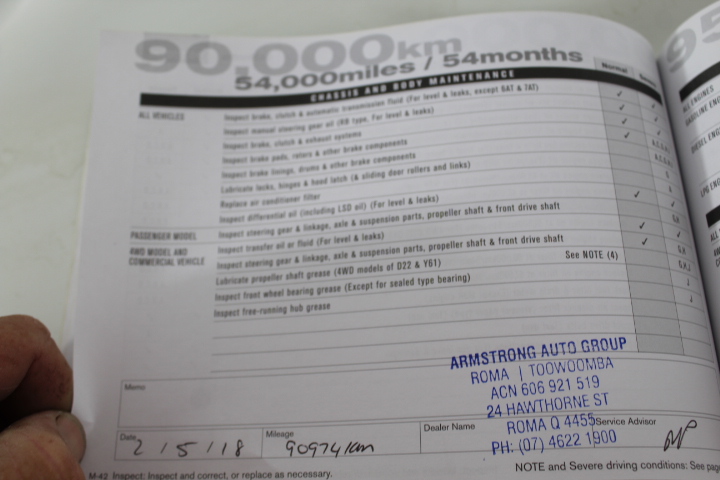 90,000km
54,000miles / 54months
CHASSIS AND BODY MAINTENANCE
Normal
ALL VEHICLES
Inspect brake, clutch & automatic transmission fluid (For level & leaks, except 6AT & 7AT)
Inspect manual steering gear oil (RB type, For level & leaks)
Inspect brake, clutch & exhaust systems
Inspect brake pads, rotors & other brake components
Inspect brake linings, drums & other brake components
Lubricate locks, hinges & hood latch (& sliding door rollers and links)
Replace air conditioner filter
Inspect differential oil (including LSD oil) (For level & leaks)
PASSENGER MODEL
Inspect steering gear & linkage, axle & suspension parts, propeller shaft & front drive shaft
4WD MODEL AND
COMMERCIAL VEHICLE
Inspect transfer oil or fluid (For level & leaks)
Inspect steering gear & linkage, axle & suspension parts, propeller shaft & front drive shaft
Lubricate propeller shaft grease (4WD models of D22 & Y61) See NOTE (4)
Inspect front wheel bearing grease (Except for sealed type bearing)
Inspect free-running hub grease
ARMSTRONG AUTO GROUP
ROMA | TOOWOOMBA
ACN 606 921 519
24 HAWTHORNE ST
ROMA Q 4455
PH: (07) 4622 1900
Memo
Date 2 / 5 / 18
Mileage 90974 km
Dealer Name
Service Advisor
M-42 Inspect: Inspect and correct, or replace as necessary.
NOTE and Severe driving conditions: See
95
ALL ENGINES